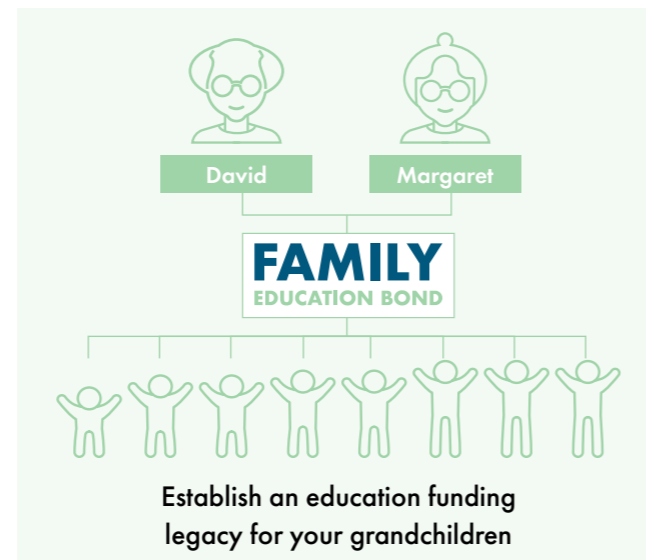 David
Margaret
FAMILY
EDUCATION BOND
Establish an education funding
legacy for your grandchildren